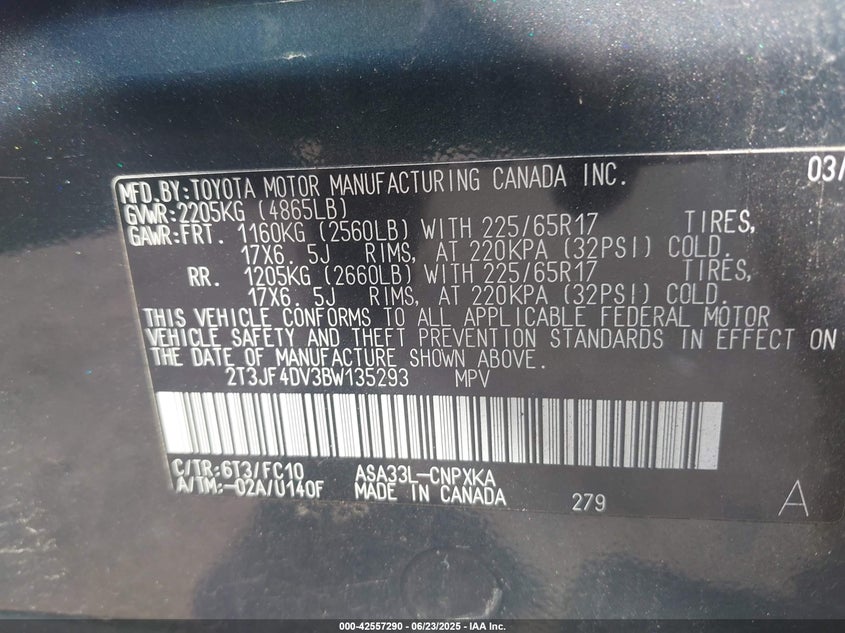 MFD.BY:TOYOTA MOTOR MANUFACTURING CANADA INC. 03/
GVWR:2205KG (4865LB)
GAWR:FRT. 1160KG (2560LB) WITH 225/65R17 TIRES,
17X6. 5J RIMS, AT 220KPA (32PSI) COLD.
RR. 1205KG (2660LB) WITH 225/65R17 TIRES,
17X6. 5J RIMS, AT 220KPA (32PSI) COLD.
THIS VEHICLE CONFORMS TO ALL APPLICABLE FEDERAL MOTOR
VEHICLE SAFETY AND THEFT PREVENTION STANDARDS IN EFFECT ON
THE DATE OF MANUFACTURE SHOWN ABOVE.
2T3JF4DV3BW135293 MPV
C/TR:6T3/FC10 ASA33L-CNPXKA
A/TM:-02A/U140F MADE IN CANADA 279 A
000-42557290 - 06/23/2025 - IAA Inc.